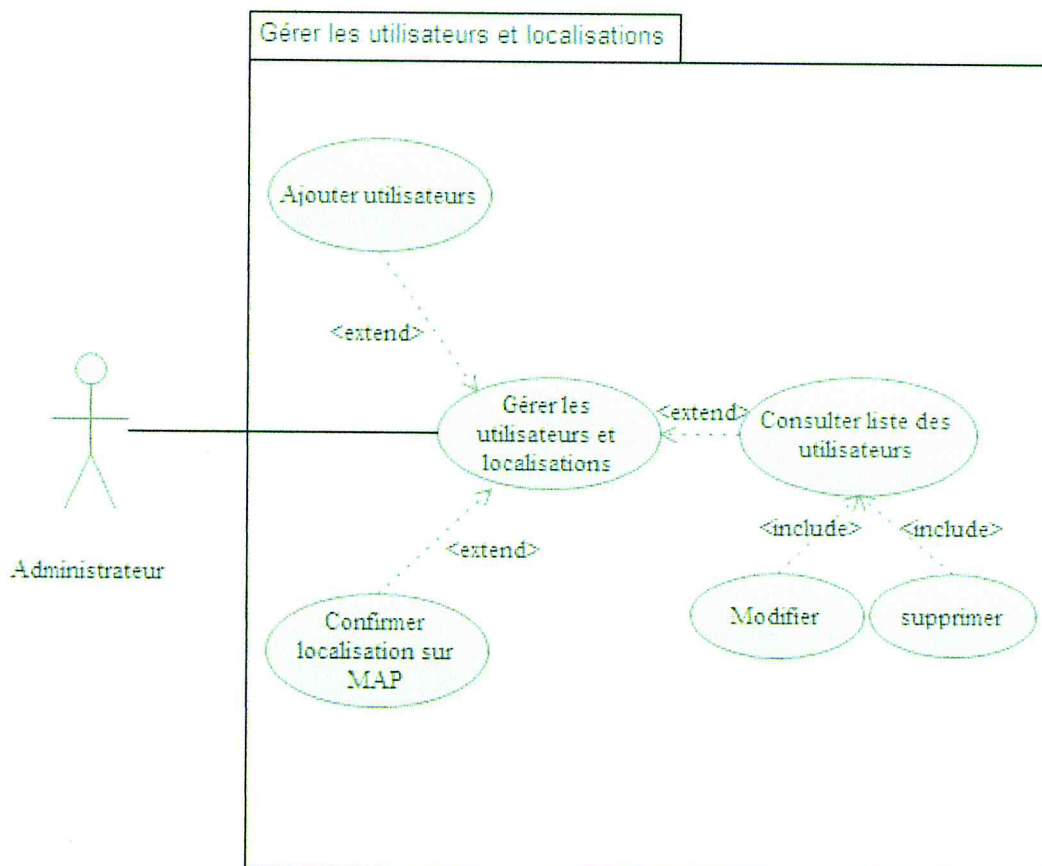 Gérer les utilisateurs et localisations
Ajouter utilisateurs
<extend>
Gérer les
utilisateurs et
localisations
<extend>
Consulter liste des
utilisateurs
<extend>
<include>
<include>
Administrateur
Confirmer
localisation sur
MAP
Modifier
supprimer